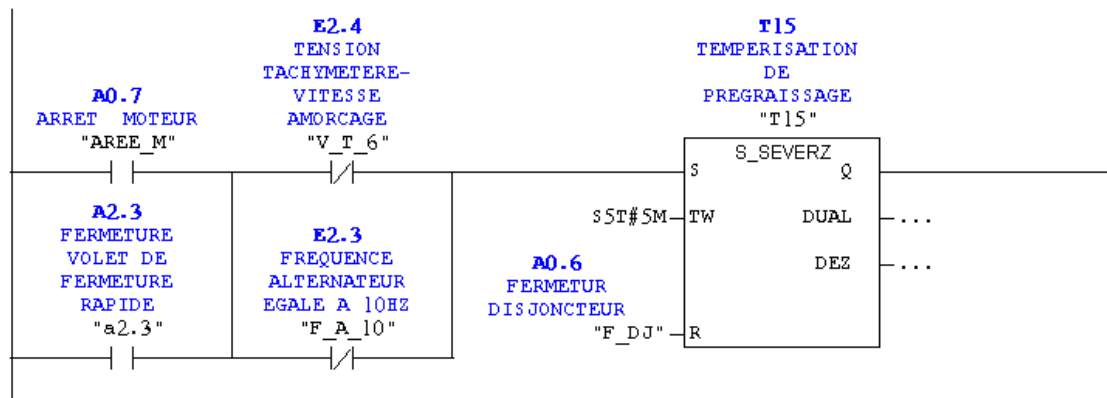 E2.4
TENSION
TACHYMETERE-
VITESSE
AMORCAGE
"V_T_6"
T15
TEMPERISATION
DE
PREGRAISSAGE
"T15"
A0.7
ARRET MOTEUR
"AREE_M"
S_SEVERZ
S
Q
A2.3
FERMETURE
VOLET DE
FERMETURE
RAPIDE
"a2.3"
E2.3
FREQUENCE
ALTERNATEUR
EGALE A 10HZ
"F_A_10"
S5T#5M
TW
DUAL
...
DEZ
...
A0.6
FERMETUR
DISJONCTEUR
"F_DJ"
R